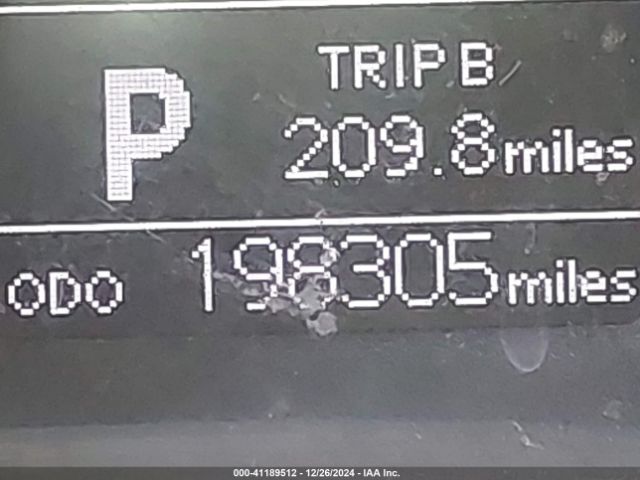 P
TRIP B
209.8 miles
ODO 198305 miles
000-41189512 - 12/26/2024 - IAA Inc.